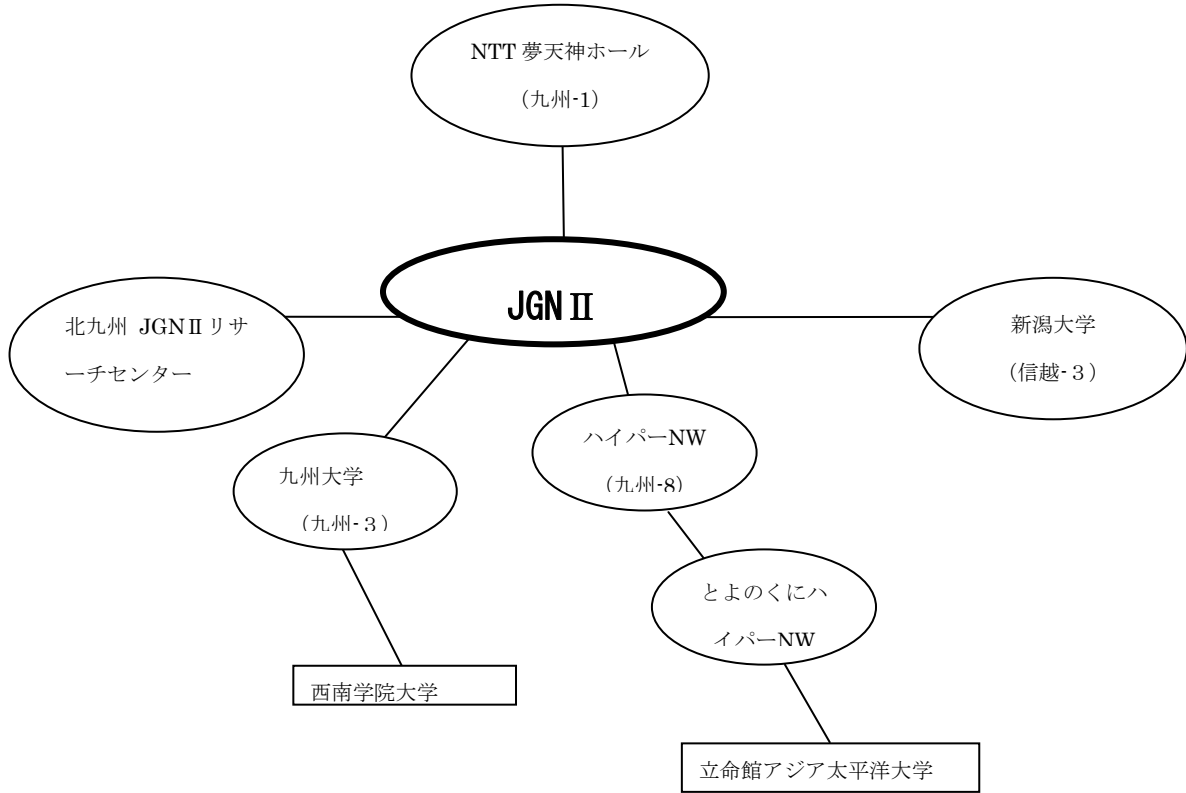 NTT 夢天神ホール
（九州-1）
JGNⅡ
北九州 JGNⅡリサ
ーチセンター
新潟大学
（信越-３）
ハイパーNW
（九州-8）
九州大学
（九州-３）
とよのくにハ
イパーNW
西南学院大学
立命館アジア太平洋大学